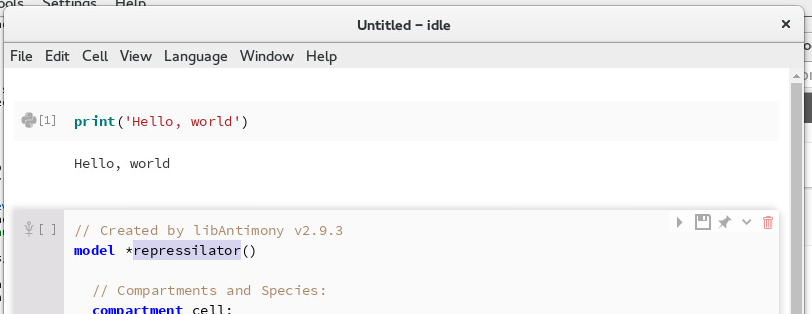 ools Settings Help
Untitled – idle
File Edit Cell View Language Window Help
[1] print('Hello, world')
Hello, world
[ ] // Created by libAntimony v2.9.3
model *repressilator()
// Compartments and Species:
compartment cell;